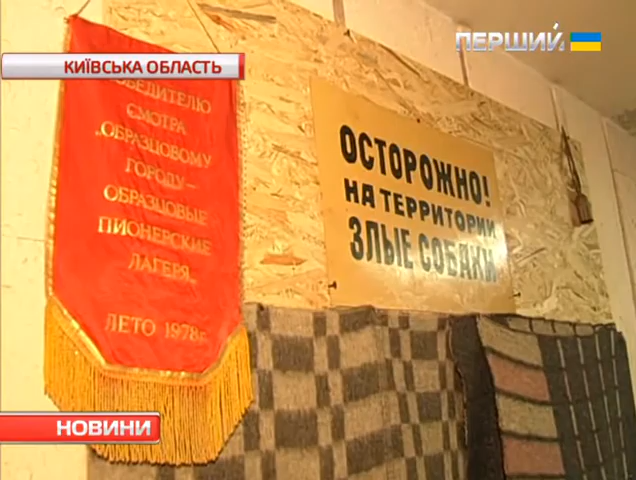 ПЕРШИЙ
КИЇВСЬКА ОБЛАСТЬ
ПОБЕДИТЕЛЮ
СМОТРА
„ОБРАЗЦОВОМУ
ГОРОДУ—
ОБРАЗЦОВЫЕ
ПИОНЕРСКИЕ
ЛАГЕРЯ„
ЛЕТО 1978г.
ОСТОРОЖНО!
НА ТЕРРИТОРИИ
ЗЛЫЕ СОБАКИ
НОВИНИ